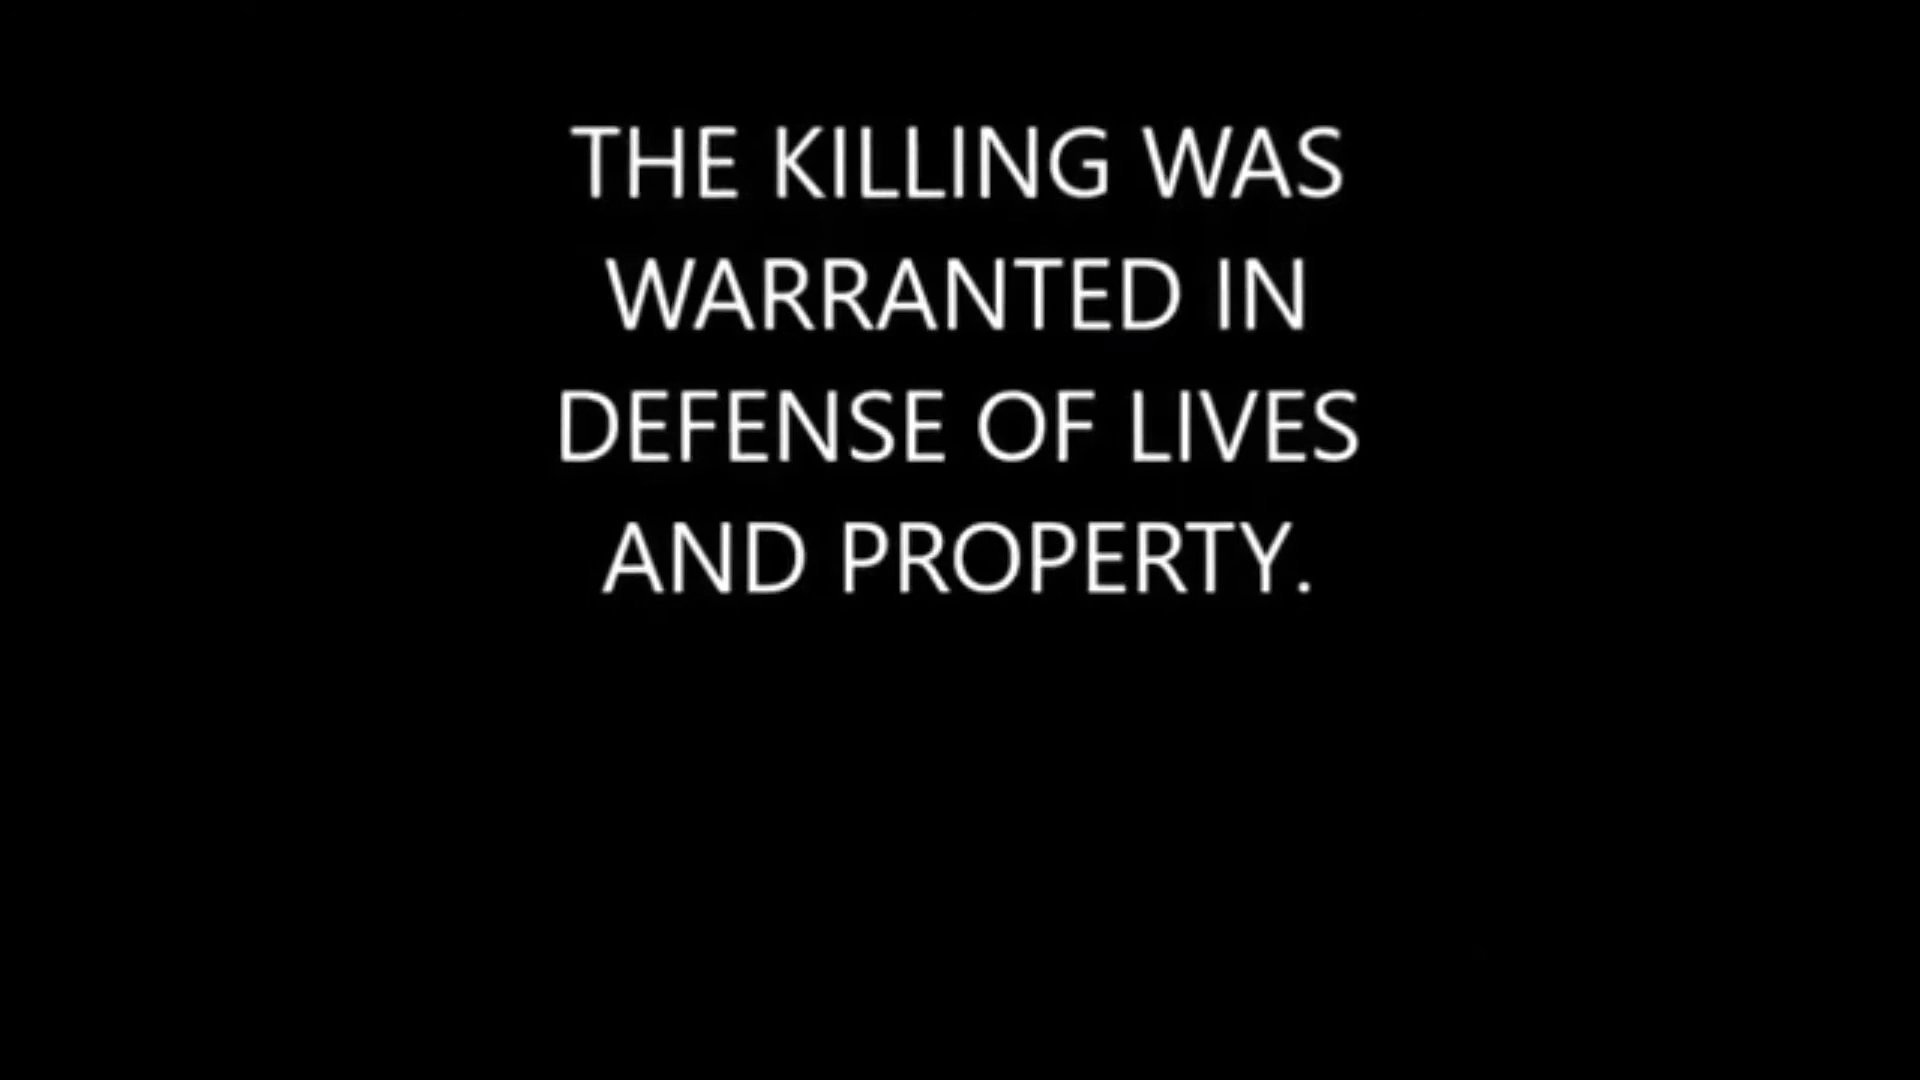 THE KILLING WAS
WARRANTED IN
DEFENSE OF LIVES
AND PROPERTY.